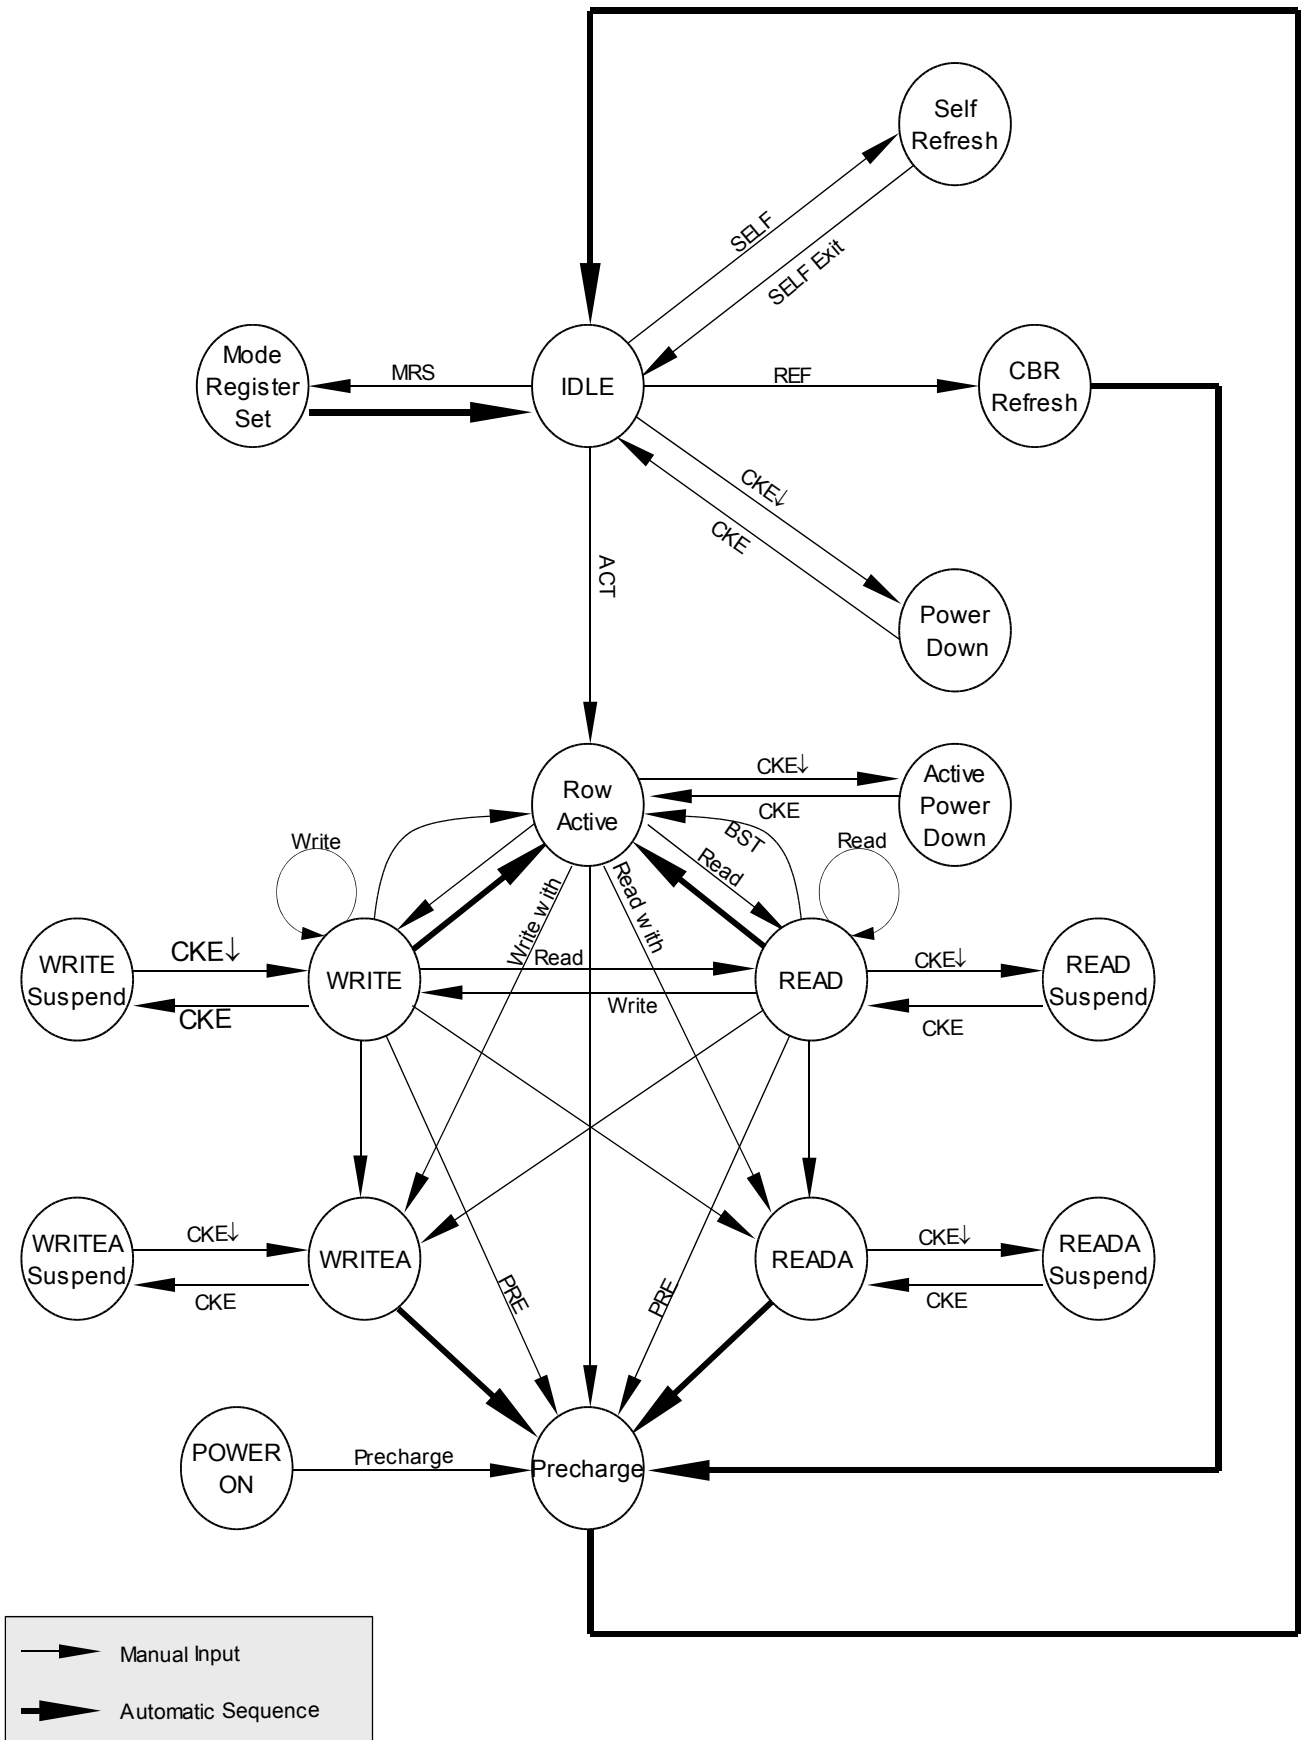 Self
Refresh
SELF
SELF Exit
Mode
Register
Set
MRS
IDLE
REF
CBR
Refresh
CKE↓
CKE
ACT
Power
Down
Row
Active
CKE↓
CKE
Active
Power
Down
Write
BST
Read
Read
Write with
Read with
WRITE
Suspend
CKE↓
CKE
WRITE
Read
Write
READ
CKE↓
CKE
READ
Suspend
WRITEA
Suspend
CKE↓
CKE
WRITEA
PRE
PRE
READA
CKE↓
CKE
READA
Suspend
POWER
ON
Precharge
Precharge
Manual Input
Automatic Sequence